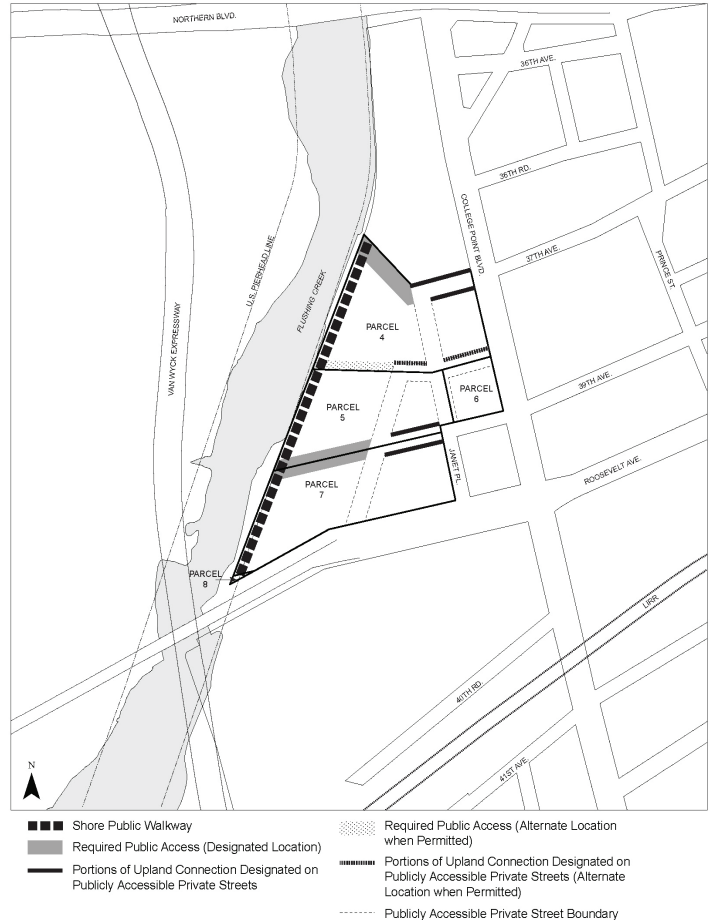 NORTHERN BLVD.
36TH AVE.
36TH RD.
COLLEGE POINT BLVD.
37TH AVE.
PRINCE ST.
U.S. PIERHEAD LINE
FLUSHING CREEK
VAN WYCK EXPRESSWAY
PARCEL
4
PARCEL
5
PARCEL
6
39TH AVE.
JANET PL.
ROOSEVELT AVE.
PARCEL
7
PARCEL
8
LIRR
40TH RD.
41ST AVE.
N
Shore Public Walkway
Required Public Access (Designated Location)
Portions of Upland Connection Designated on
Publicly Accessible Private Streets
Required Public Access (Alternate Location
when Permitted)
Portions of Upland Connection Designated on
Publicly Accessible Private Streets (Alternate
Location when Permitted)
Publicly Accessible Private Street Boundary